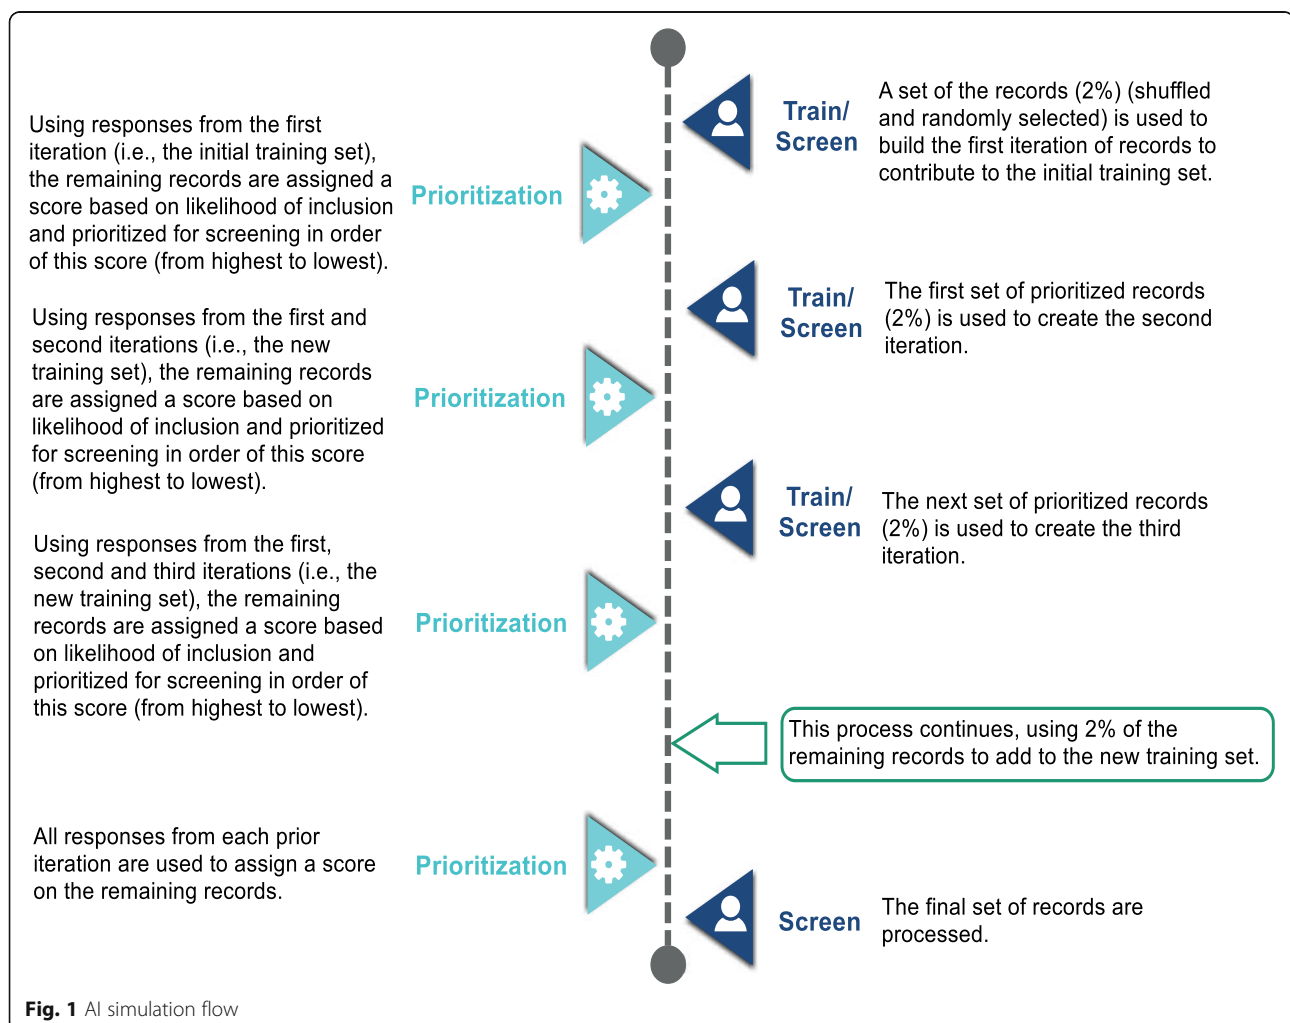 A set of the records (2%) (shuffled
and randomly selected) is used to
build the first iteration of records to
contribute to the initial training set.
Train/
Screen
Using responses from the first
iteration (i.e., the initial training set),
the remaining records are assigned a
score based on likelihood of inclusion
and prioritized for screening in order
of this score (from highest to lowest).
Prioritization
Train/
Screen
The first set of prioritized records
(2%) is used to create the second
iteration.
Using responses from the first and
second iterations (i.e., the new
training set), the remaining records
are assigned a score based on
likelihood of inclusion and prioritized
for screening in order of this score
(from highest to lowest).
Prioritization
Train/
Screen
The next set of prioritized records
(2%) is used to create the third
iteration.
Using responses from the first,
second and third iterations (i.e., the
new training set), the remaining
records are assigned a score based
on likelihood of inclusion and
prioritized for screening in order of
this score (from highest to lowest).
Prioritization
This process continues, using 2% of the
remaining records to add to the new training set.
All responses from each prior
iteration are used to assign a score
on the remaining records.
Prioritization
Screen
The final set of records are
processed.
Fig. 1 AI simulation flow